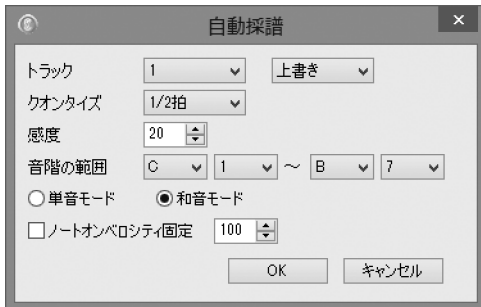 自動採譜
トラック 1 上書き
クオンタイズ 1/2拍
感度 20
音階の範囲 C 1 ～ B 7
単音モード 和音モード
ノートオンベロシティ固定 100
OK キャンセル